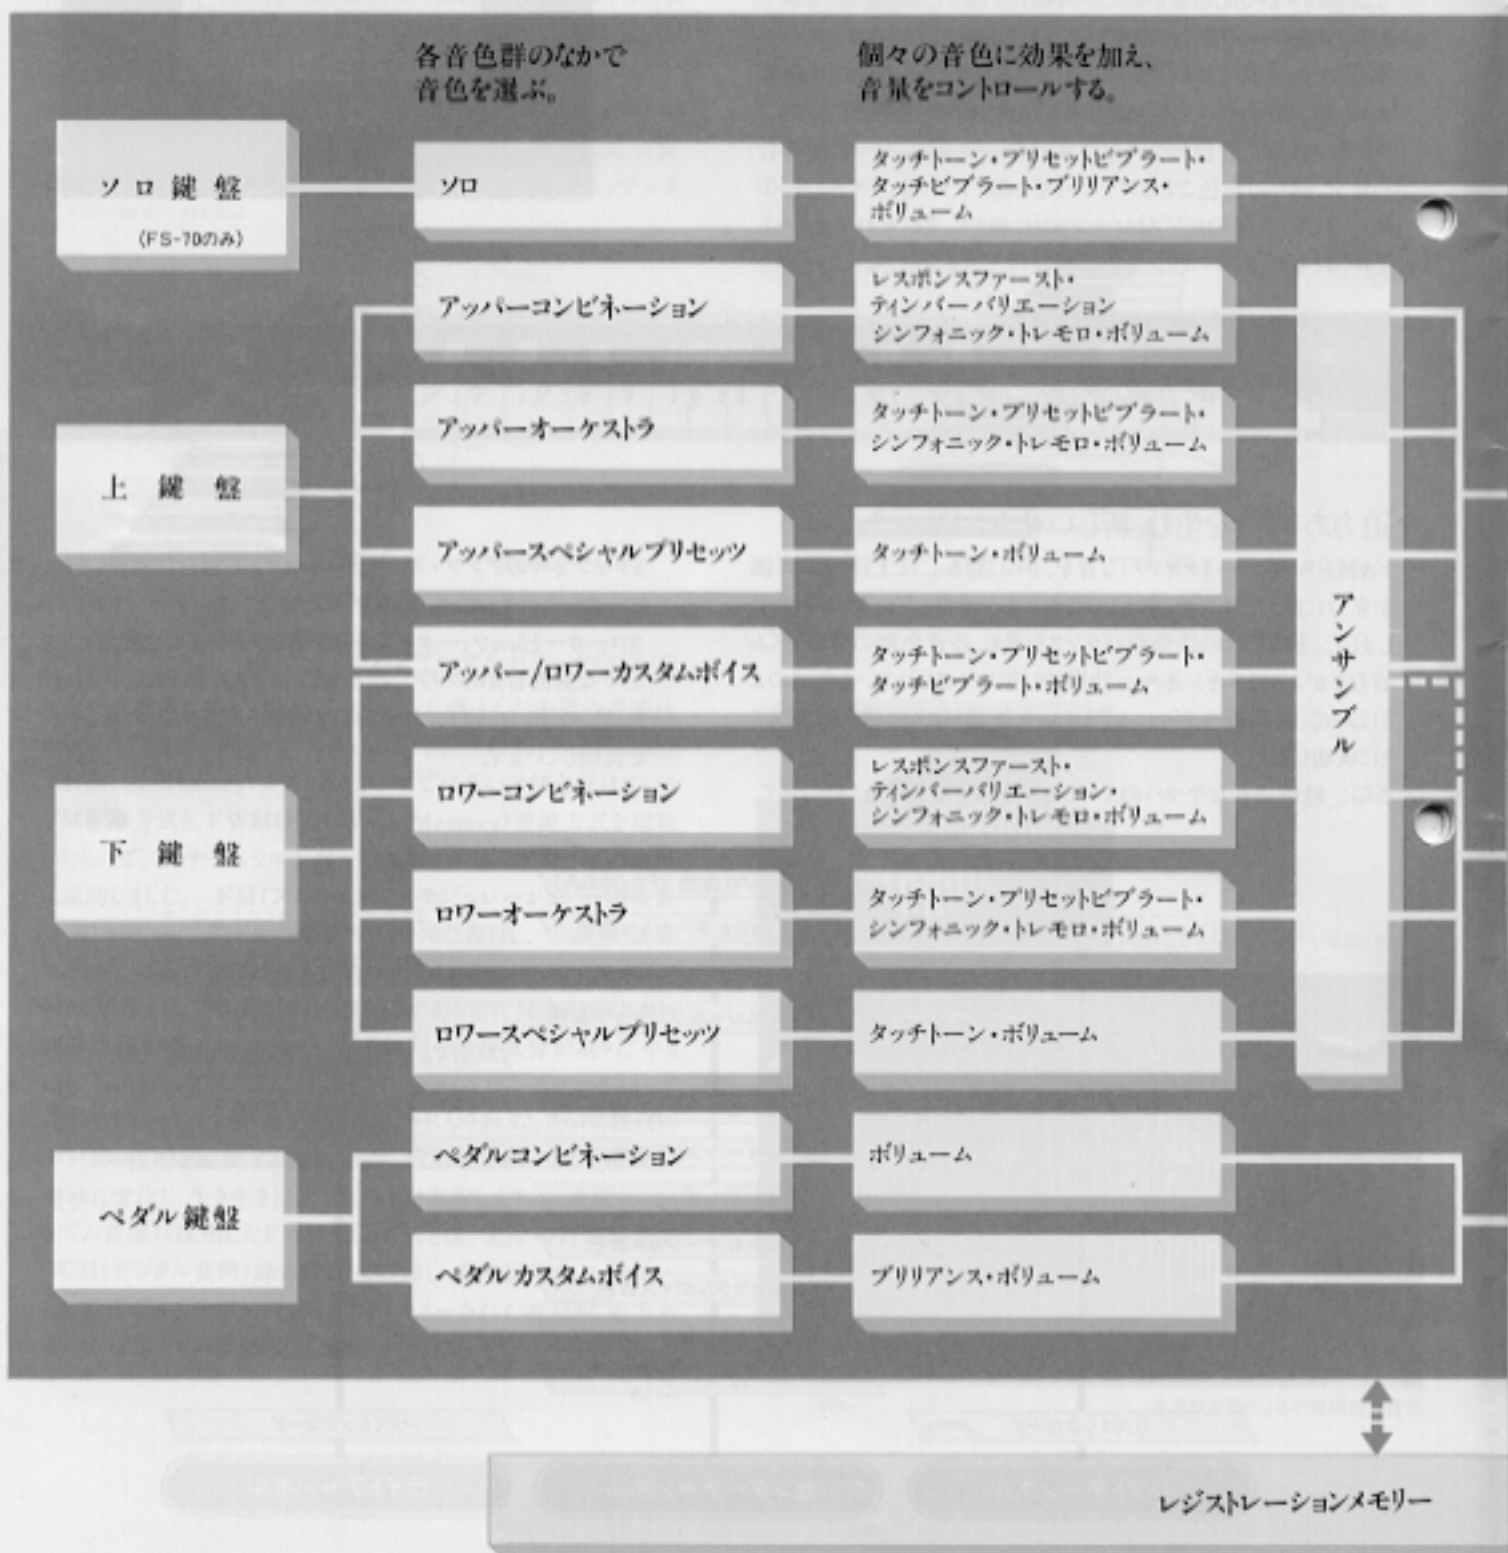 各音色群のなかで
音色を選ぶ。
個々の音色に効果を加え、
音量をコントロールする。
ソロ鍵盤
(FS-70のみ)
ソロ
タッチトーン・プリセットビブラート・
タッチビブラート・ブリリアンス・
ボリューム
上鍵盤
アッパーコンビネーション
レスポンスファースト・
ティンバーバリエーション
シンフォニック・トレモロ・ボリューム
アッパーオーケストラ
タッチトーン・プリセットビブラート・
シンフォニック・トレモロ・ボリューム
アッパースペシャルプリセッツ
タッチトーン・ボリューム
アッパー/ロワーカスタムボイス
タッチトーン・プリセットビブラート・
タッチビブラート・ボリューム
下鍵盤
ロワーコンビネーション
レスポンスファースト・
ティンバーバリエーション・
シンフォニック・トレモロ・ボリューム
ロワーオーケストラ
タッチトーン・プリセットビブラート・
シンフォニック・トレモロ・ボリューム
ロワースペシャルプリセッツ
タッチトーン・ボリューム
アンサンブル
ペダル鍵盤
ペダルコンビネーション
ボリューム
ペダルカスタムボイス
ブリリアンス・ボリューム
レジストレーションメモリー